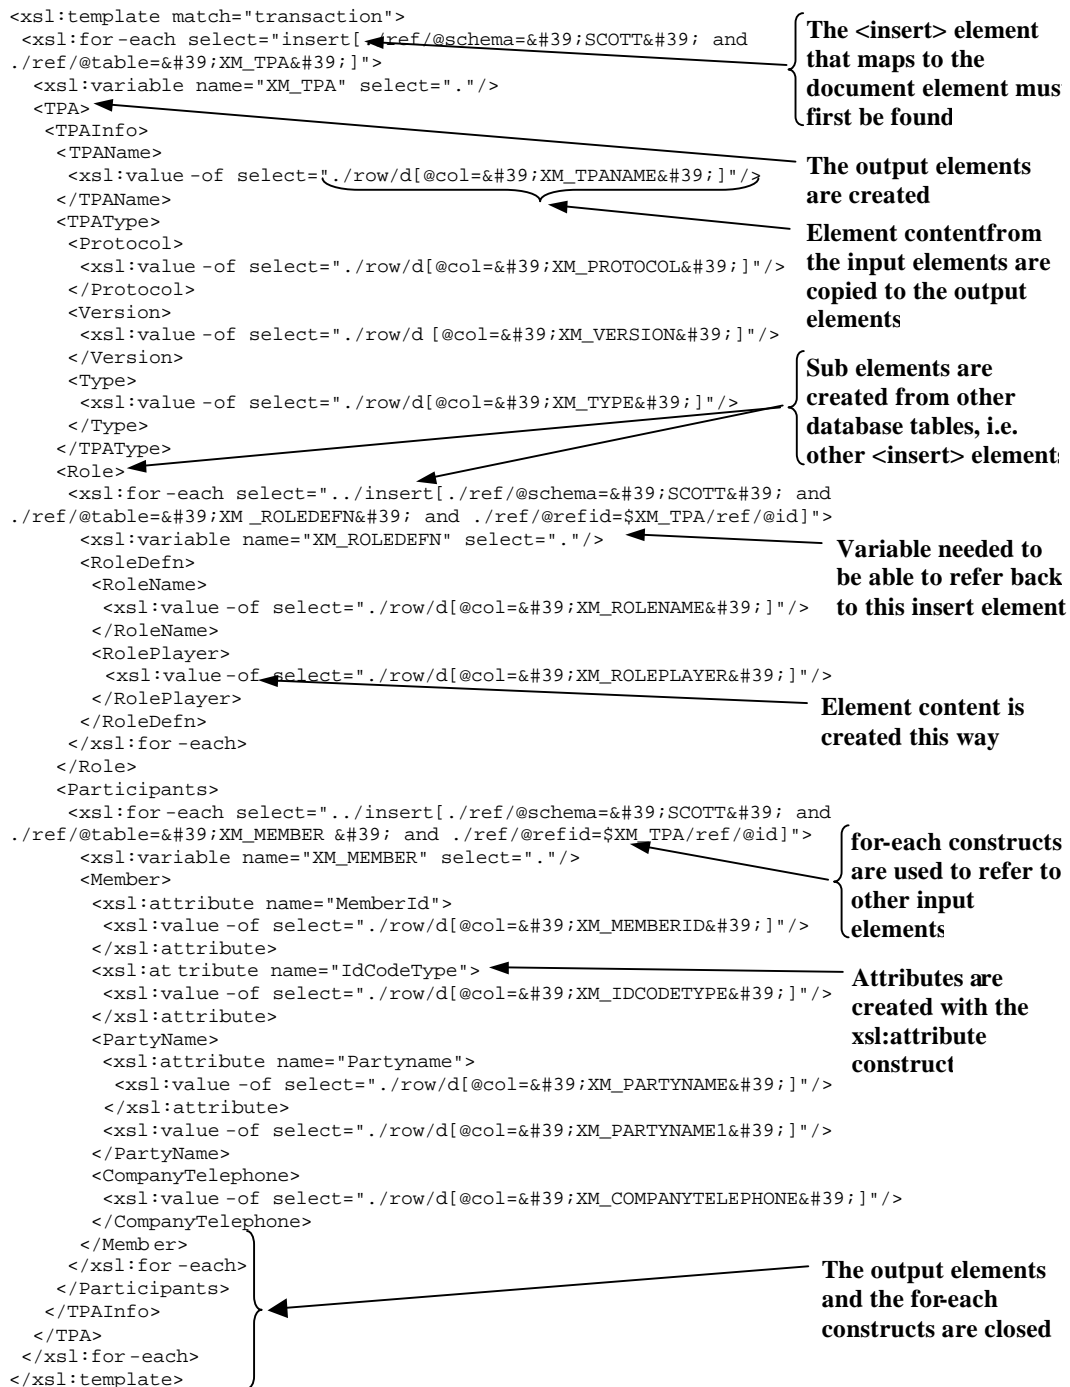 <xsl:template match="transaction">
<xsl:for-each select="insert[./ref/@schema=&#39;SCOTT&#39; and
./ref/@table=&#39;XM_TPA&#39;]">
<xsl:variable name="XM_TPA" select="."/>
<TPA>
<TPAInfo>
<TPAName>
<xsl:value-of select="./row/d[@col=&#39;XM_TPANAME&#39;]"/>
</TPAName>
<TPAType>
<Protocol>
<xsl:value-of select="./row/d[@col=&#39;XM_PROTOCOL&#39;]"/>
</Protocol>
<Version>
<xsl:value-of select="./row/d [@col=&#39;XM_VERSION&#39;]"/>
</Version>
<Type>
<xsl:value-of select="./row/d[@col=&#39;XM_TYPE&#39;]"/>
</Type>
</TPAType>
<Role>
<xsl:for-each select="../insert[./ref/@schema=&#39;SCOTT&#39; and
./ref/@table=&#39;XM _ROLEDEFN&#39; and ./ref/@refid=$XM_TPA/ref/@id]">
<xsl:variable name="XM_ROLEDEFN" select="."/>
<RoleDefn>
<RoleName>
<xsl:value-of select="./row/d[@col=&#39;XM_ROLENAME&#39;]"/>
</RoleName>
<RolePlayer>
<xsl:value-of select="./row/d[@col=&#39;XM_ROLEPLAYER&#39;]"/>
</RolePlayer>
</RoleDefn>
</xsl:for-each>
</Role>
<Participants>
<xsl:for-each select="../insert[./ref/@schema=&#39;SCOTT&#39; and
./ref/@table=&#39;XM_MEMBER &#39; and ./ref/@refid=$XM_TPA/ref/@id]">
<xsl:variable name="XM_MEMBER" select="."/>
<Member>
<xsl:attribute name="MemberId">
<xsl:value-of select="./row/d[@col=&#39;XM_MEMBERID&#39;]"/>
</xsl:attribute>
<xsl:at tribute name="IdCodeType">
<xsl:value-of select="./row/d[@col=&#39;XM_IDCODETYPE&#39;]"/>
</xsl:attribute>
<PartyName>
<xsl:attribute name="Partyname">
<xsl:value-of select="./row/d[@col=&#39;XM_PARTYNAME&#39;]"/>
</xsl:attribute>
<xsl:value-of select="./row/d[@col=&#39;XM_PARTYNAME1&#39;]"/>
</PartyName>
<CompanyTelephone>
<xsl:value-of select="./row/d[@col=&#39;XM_COMPANYTELEPHONE&#39;]"/>
</CompanyTelephone>
</Memb er>
</xsl:for-each>
</Participants>
</TPAInfo>
</TPA>
</xsl:for-each>
</xsl:template>
The <insert> element
that maps to the
document element mus
first be found
The output elements
are created
Element contentfrom
the input elements are
copied to the output
elements
Sub elements are
created from other
database tables, i.e.
other <insert> element
Variable needed to
be able to refer back
to this insert element
Element content is
created this way
for-each constructs
are used to refer to
other input
elements
Attributes are
created with the
xsl:attribute
construct
The output elements
and the for-each
constructs are closed